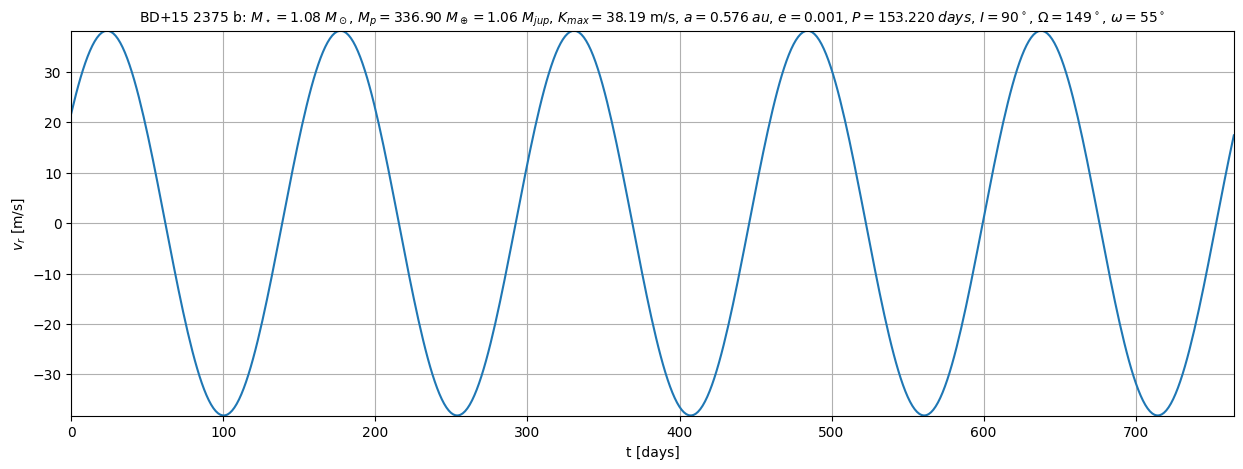 BD+15 2375 b: M⋆ = 1.08 M⊙, Mp = 336.90 M⊕ = 1.06 Mjup, Kmax = 38.19 m/s, a = 0.576 au, e = 0.001, P = 153.220 days, I = 90°, Ω = 149°, ω = 55°
30
20
10
0
−10
−20
−30
vr [m/s]
0 100 200 300 400 500 600 700
t [days]